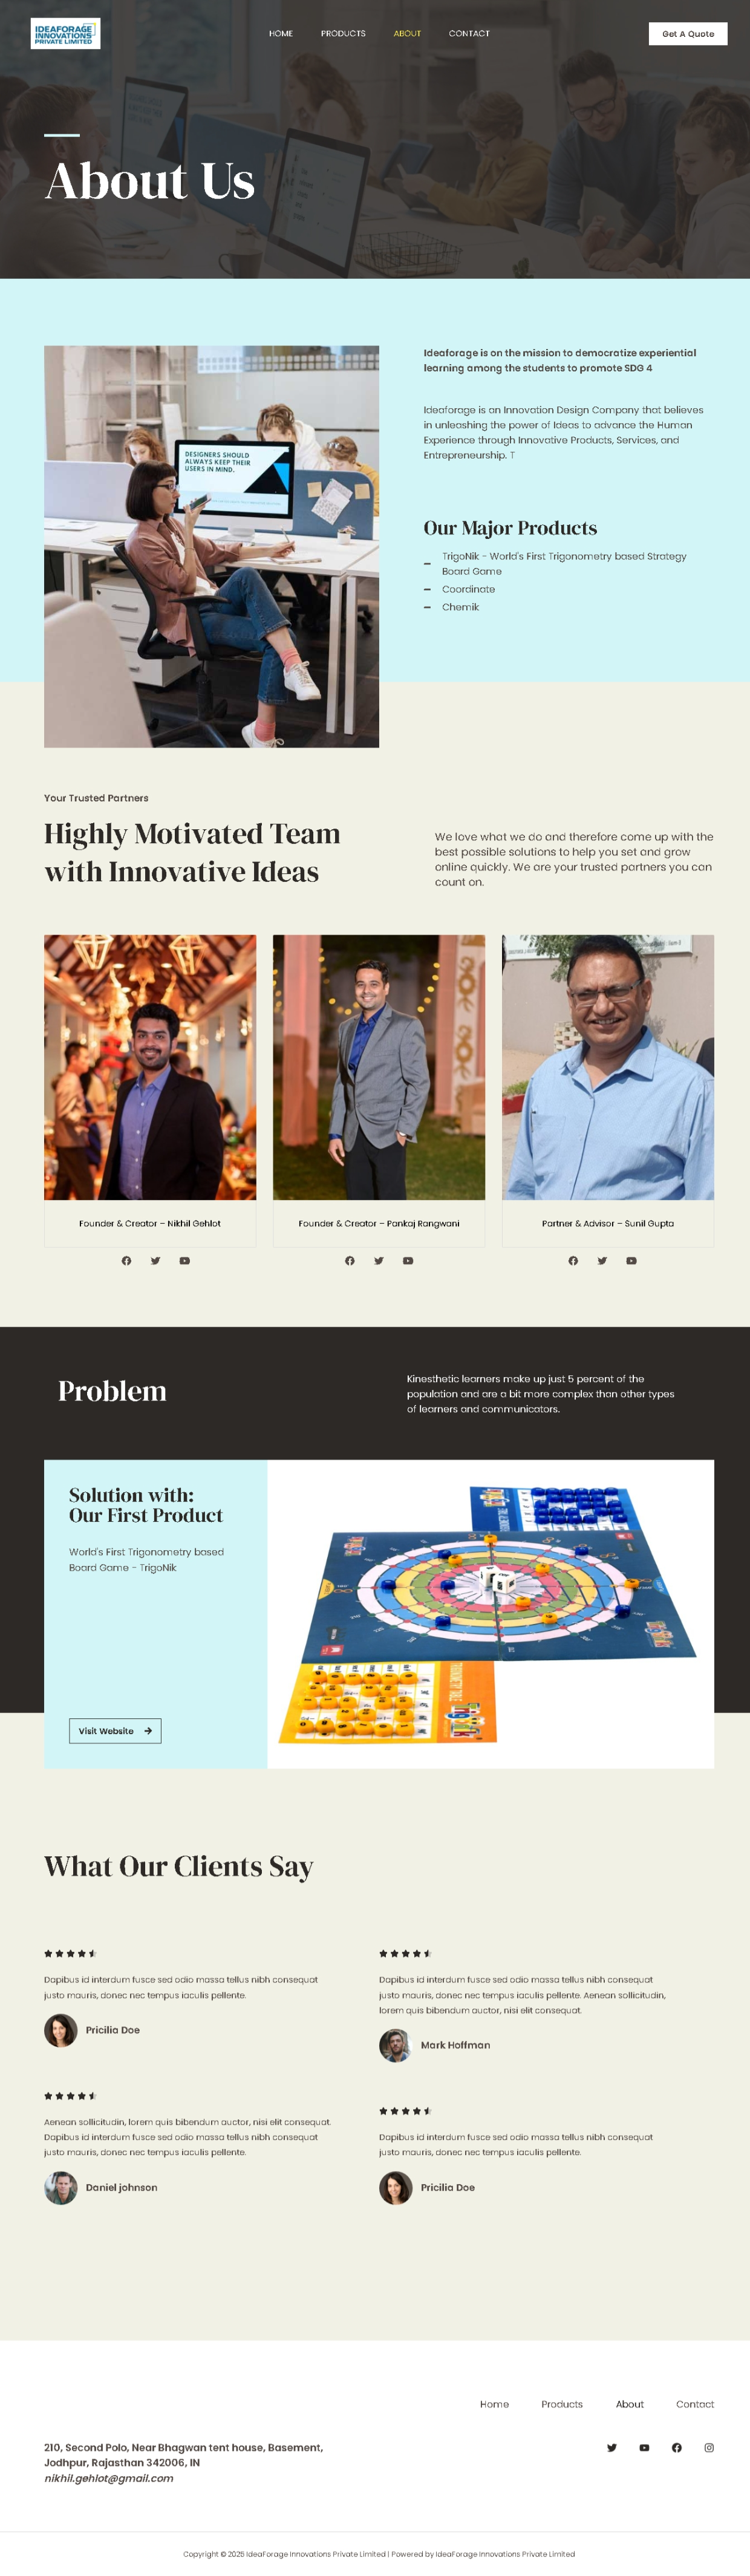 IDEAFORAGE
INNOVATIONS
PRIVATE LIMITED
HOME
PRODUCTS
ABOUT
CONTACT
Get A Quote
About Us
DESIGNERS SHOULD
ALWAYS KEEP THEIR
USERS IN MIND.
Ideaforage is on the mission to democratize experiential
learning among the students to promote SDG 4
Ideaforage is an Innovation Design Company that believes
in unleashing the power of Ideas to advance the Human
Experience through Innovative Products, Services, and
Entrepreneurship. T
Our Major Products
TrigoNik - World's First Trigonometry based Strategy
Board Game
Coordinate
Chemik
Your Trusted Partners
Highly Motivated Team
with Innovative Ideas
We love what we do and therefore come up with the
best possible solutions to help you set and grow
online quickly. We are your trusted partners you can
count on.
Founder & Creator – Nikhil Gehlot
Founder & Creator – Pankaj Rangwani
Partner & Advisor – Sunil Gupta
Problem
Kinesthetic learners make up just 5 percent of the
population and are a bit more complex than other types
of learners and communicators.
Solution with:
Our First Product
World's First Trigonometry based
Board Game - TrigoNik
Visit Website
What Our Clients Say
Dapibus id interdum fusce sed odio massa tellus nibh consequat
justo mauris, donec nec tempus iaculis pellente.
Pricilia Doe
Dapibus id interdum fusce sed odio massa tellus nibh consequat
justo mauris, donec nec tempus iaculis pellente. Aenean sollicitudin,
lorem quis bibendum auctor, nisi elit consequat.
Mark Hoffman
Aenean sollicitudin, lorem quis bibendum auctor, nisi elit consequat.
Dapibus id interdum fusce sed odio massa tellus nibh consequat
justo mauris, donec nec tempus iaculis pellente.
Daniel johnson
Dapibus id interdum fusce sed odio massa tellus nibh consequat
justo mauris, donec nec tempus iaculis pellente.
Pricilia Doe
Home
Products
About
Contact
210, Second Polo, Near Bhagwan tent house, Basement,
Jodhpur, Rajasthan 342006, IN
nikhil.gehlot@gmail.com
Copyright © 2025 IdeaForage Innovations Private Limited | Powered by IdeaForage Innovations Private Limited